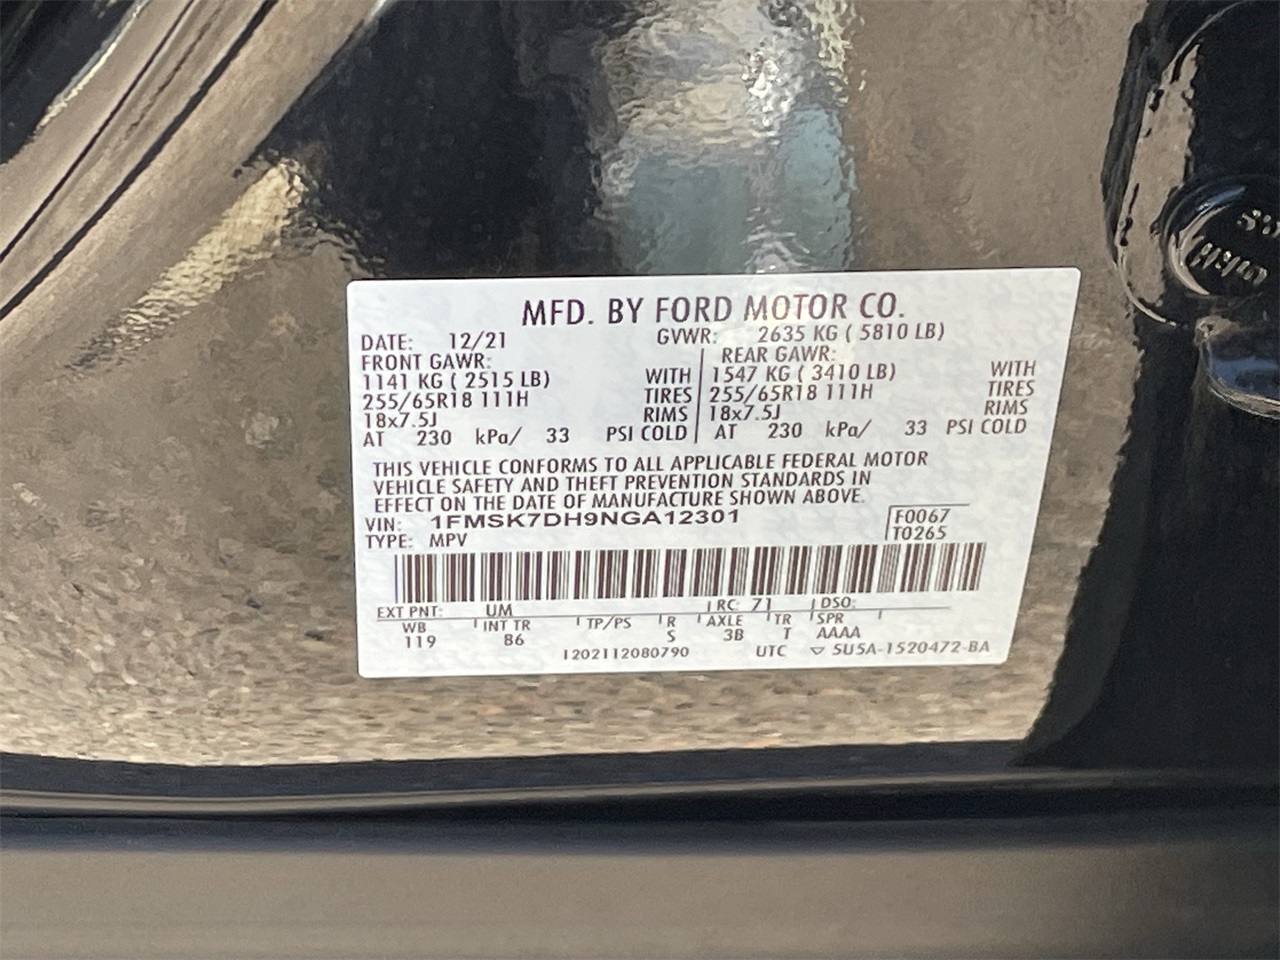 MFD. BY FORD MOTOR CO.
DATE: 12/21 GVWR: 2635 KG ( 5810 LB)
FRONT GAWR: REAR GAWR:
1141 KG ( 2515 LB) WITH 1547 KG ( 3410 LB) WITH
255/65R18 111H TIRES 255/65R18 111H TIRES
18x7.5J RIMS 18x7.5J RIMS
AT 230 kPa/ 33 PSI COLD AT 230 kPa/ 33 PSI COLD
THIS VEHICLE CONFORMS TO ALL APPLICABLE FEDERAL MOTOR
VEHICLE SAFETY AND THEFT PREVENTION STANDARDS IN
EFFECT ON THE DATE OF MANUFACTURE SHOWN ABOVE.
VIN: 1FMSK7DH9NGA12301 F0067
TYPE: MPV T0265
EXT PNT: UM RC: 71 DSO:
WB INT TR TP/PS R AXLE TR SPR
119 B6 S 3B T AAAA
1202112080790 UTC ▽ 5U5A-1520472-BA